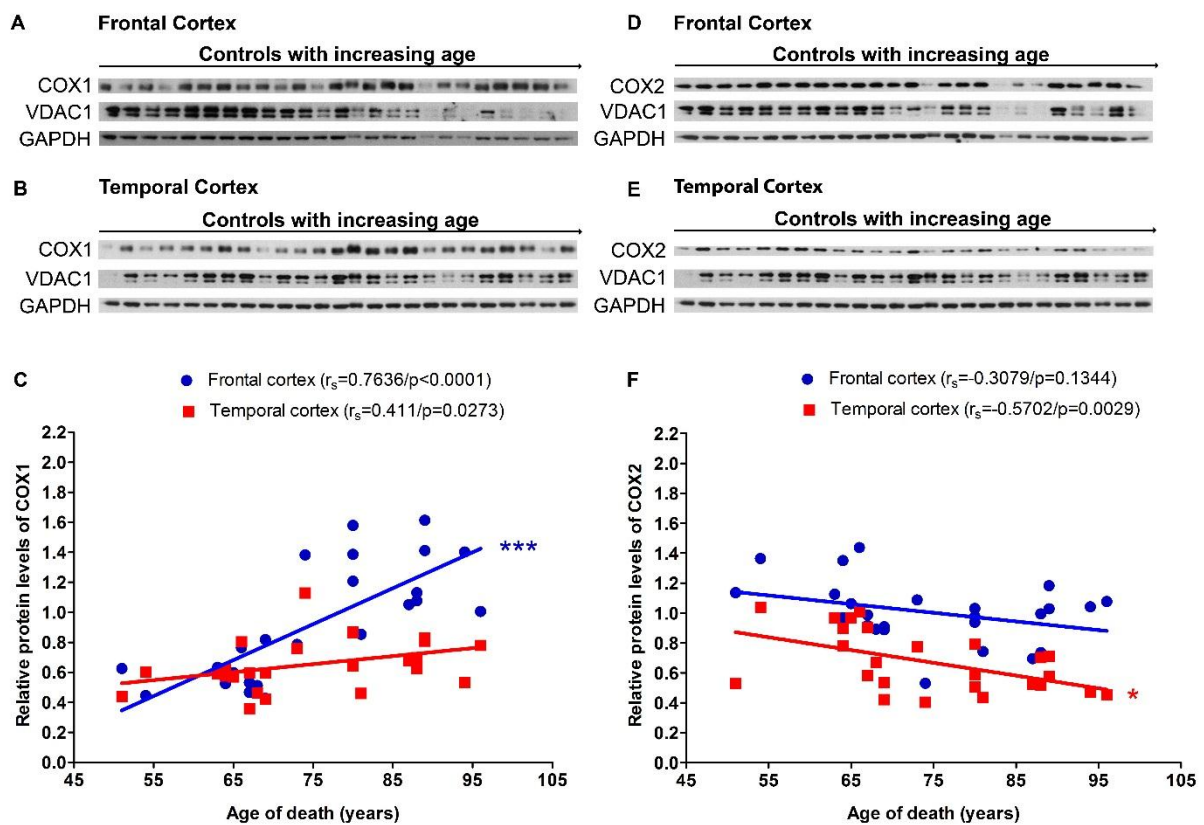 A Frontal Cortex
Controls with increasing age
COX1
VDAC1
GAPDH
B Temporal Cortex
Controls with increasing age
COX1
VDAC1
GAPDH
C
Frontal cortex (rs=0.7636/p<0.0001)
Temporal cortex (rs=0.411/p=0.0273)
Relative protein levels of COX1
2.2
2.0
1.8
1.6
1.4
1.2
1.0
0.8
0.6
0.4
0.2
0.0
***
45 55 65 75 85 95 105
Age of death (years)
D Frontal Cortex
Controls with increasing age
COX2
VDAC1
GAPDH
E Temporal Cortex
Controls with increasing age
COX2
VDAC1
GAPDH
F
Frontal cortex (rs=-0.3079/p=0.1344)
Temporal cortex (rs=-0.5702/p=0.0029)
Relative protein levels of COX2
2.2
2.0
1.8
1.6
1.4
1.2
1.0
0.8
0.6
0.4
0.2
0.0
*
45 55 65 75 85 95 105
Age of death (years)